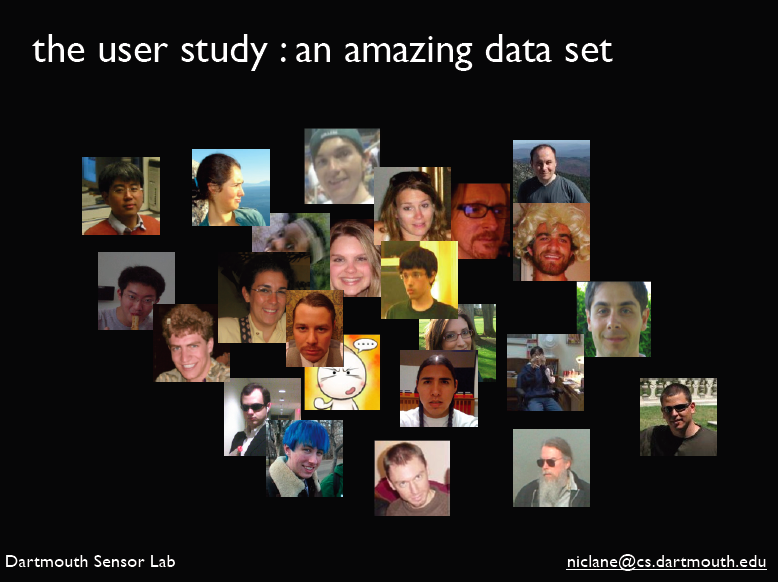 the user study : an amazing data set
Dartmouth Sensor Lab
niclane@cs.dartmouth.edu